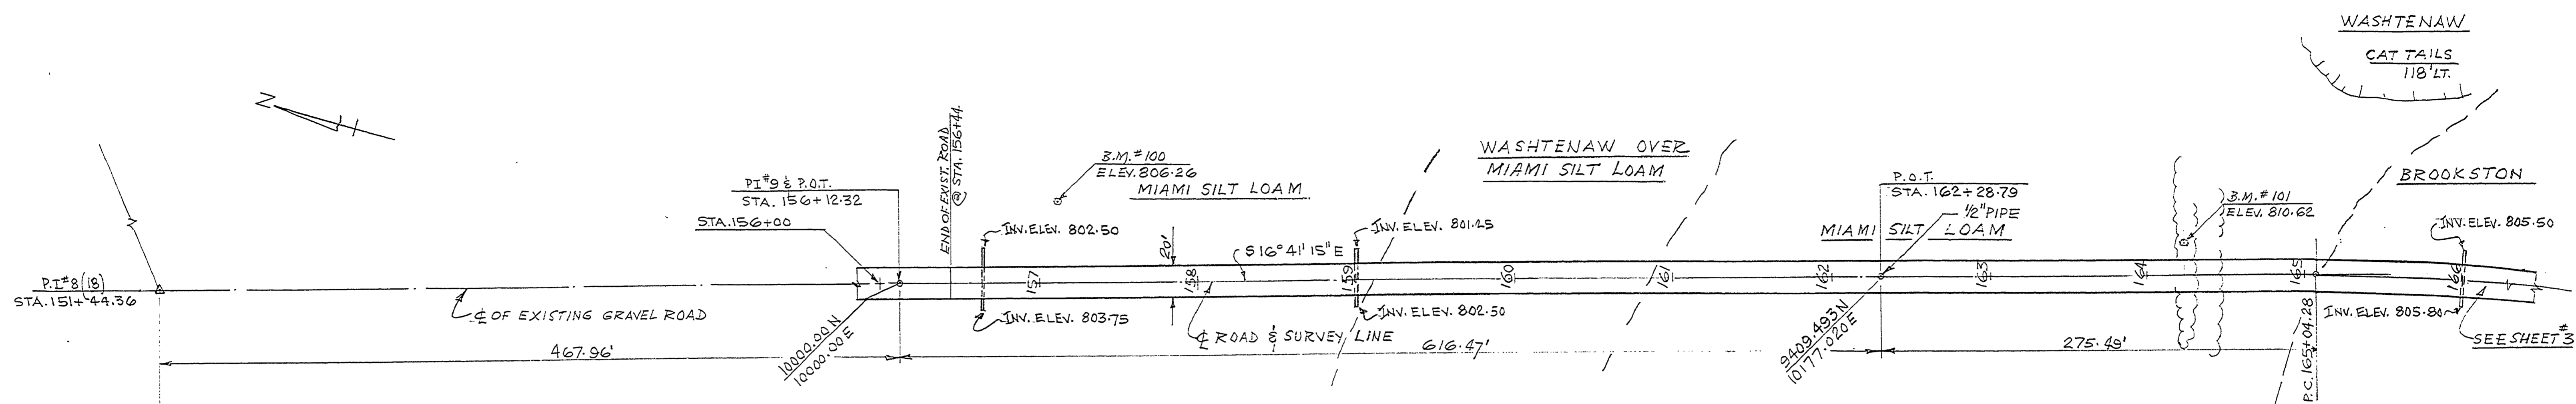 WASHTENAW
CAT TAILS
118' LT.
N
END OF EXIST. ROAD
@ STA. 156+44.
B.M. #100
ELEV. 806.26
MIAMI SILT LOAM
WASHTENAW OVER
MIAMI SILT LOAM
PI #9 & P.O.T.
STA. 156+12.32
STA. 156+00
P.O.T.
STA. 162+28.79
1/2" PIPE
MIAMI SILT LOAM
BROOKSTON
B.M. #101
ELEV. 810.62
INV. ELEV. 802.50
INV. ELEV. 801.25
INV. ELEV. 805.50
20'
S 16° 41' 15" E
P.I #8 (18)
STA. 151+44.36
157
158
159
160
161
162
163
164
165
166
℄ OF EXISTING GRAVEL ROAD
INV. ELEV. 803.75
℄ ROAD & SURVEY LINE
INV. ELEV. 802.50
INV. ELEV. 805.80
SEE SHEET #3
10000.00 N
10000.00 E
9409.493 N
10177.020 E
467.96'
616.47'
275.49'
P.C. 165+04.28